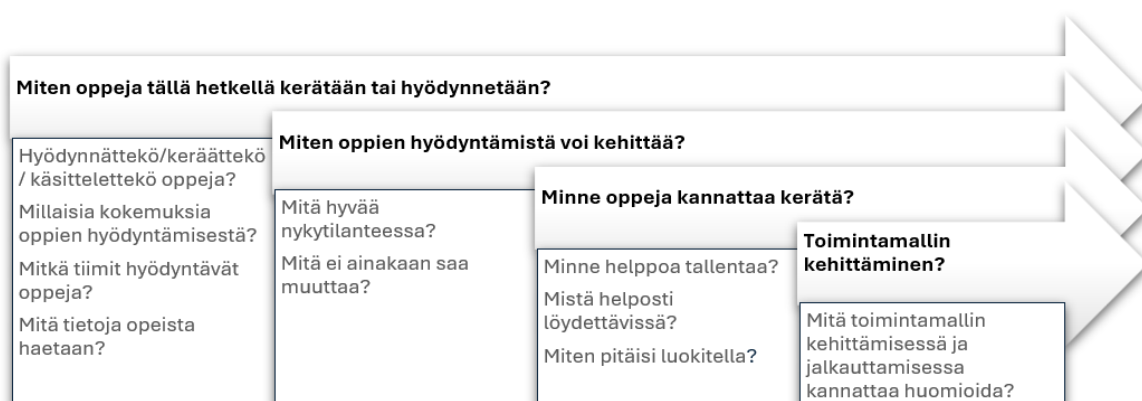 Miten oppeja tällä hetkellä kerätään tai hyödynnetään?
Hyödynnättekö/keräättekö
/ käsittelettekö oppeja?
Millaisia kokemuksia
oppien hyödyntämisestä?
Mitkä tiimit hyödyntävät
oppeja?
Mitä tietoja opeista
haetaan?
Miten oppien hyödyntämistä voi kehittää?
Mitä hyvää
nykytilanteessa?
Mitä ei ainakaan saa
muuttaa?
Minne oppeja kannattaa kerätä?
Minne helppoa tallentaa?
Mistä helposti
löydettävissä?
Miten pitäisi luokitella?
Toimintamallin
kehittäminen?
Mitä toimintamallin
kehittämisessä ja
jalkauttamisessa
kannattaa huomioida?